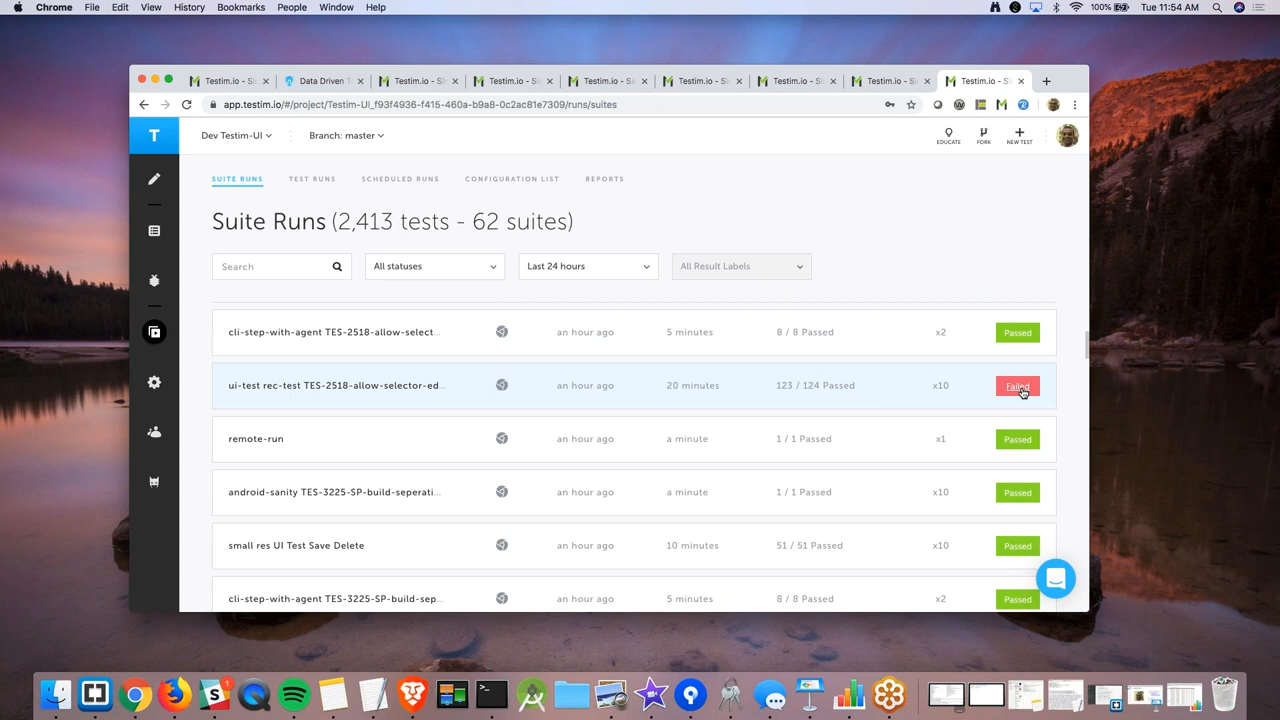 Chrome File Edit View History Bookmarks People Window Help 100% Tue 11:54 AM
Testim.io - S Data Driven T Testim.io - S Testim.io - S Testim.io - S Testim.io - S Testim.io - S Testim.io - S Testim.io - S
app.testim.io/#/project/Testim-UI_f93f4936-f415-460a-b9a8-0c2ac81e7309/runs/suites
T Dev Testim-UI Branch: master EDUCATE FORK NEW TEST
SUITE RUNS TEST RUNS SCHEDULED RUNS CONFIGURATION LIST REPORTS
Suite Runs (2,413 tests - 62 suites)
Search All statuses Last 24 hours All Result Labels
cli-step-with-agent TES-2518-allow-select... an hour ago 5 minutes 8 / 8 Passed x2 Passed
ui-test rec-test TES-2518-allow-selector-ed... an hour ago 20 minutes 123 / 124 Passed x10 Failed
remote-run an hour ago a minute 1 / 1 Passed x1 Passed
android-sanity TES-3225-SP-build-seperati... an hour ago a minute 1 / 1 Passed x10 Passed
small res UI Test Save Delete an hour ago 10 minutes 51 / 51 Passed x10 Passed
cli-step-with-agent TES-3225-SP-build-sep... an hour ago 5 minutes 8 / 8 Passed x2 Passed
1